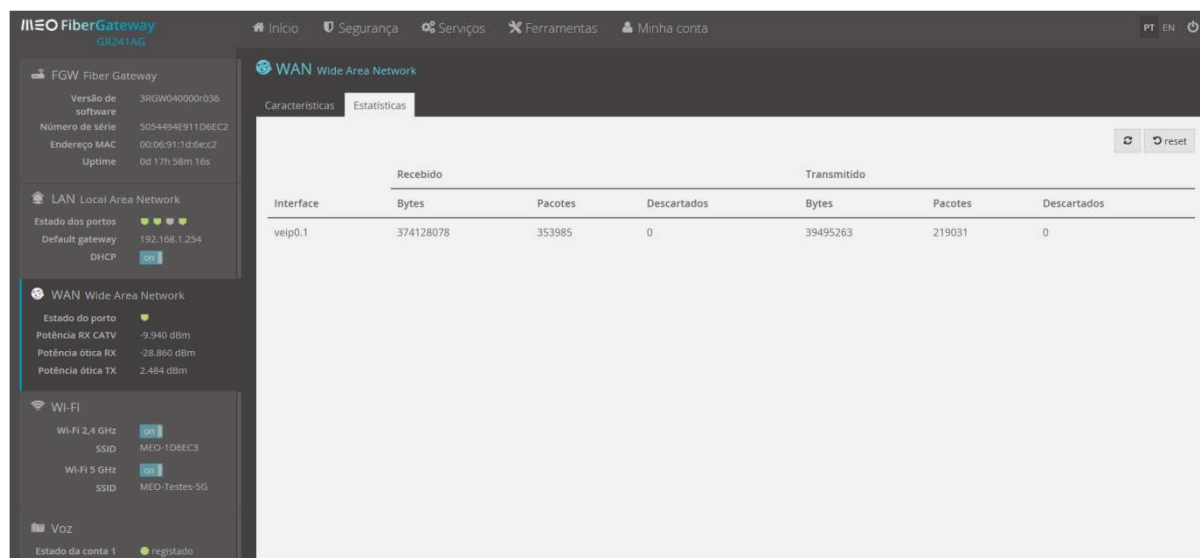 MEO FiberGateway
GR241AG
Início Segurança Serviços Ferramentas Minha conta
PT EN
FGW Fiber Gateway
Versão de software 3RGW040000r036
Número de série 5054494E911D6EC2
Endereço MAC 00:06:91:1d:6e:c2
Uptime 0d 17h 58m 16s
LAN Local Area Network
Estado dos portos
Default gateway 192.168.1.254
DHCP on
WAN Wide Area Network
Estado do porto
Potência RX CATV -9.940 dBm
Potência ótica RX -28.860 dBm
Potência ótica TX 2.484 dBm
Wi-Fi
Wi-Fi 2,4 GHz on
SSID MEO-1D6EC3
Wi-Fi 5 GHz on
SSID MEO-Testes-5G
Voz
Estado da conta 1 registado
WAN Wide Area Network
Características Estatísticas
reset
Recebido Transmitido
Interface Bytes Pacotes Descartados Bytes Pacotes Descartados
veip0.1 374128078 353985 0 39495263 219031 0